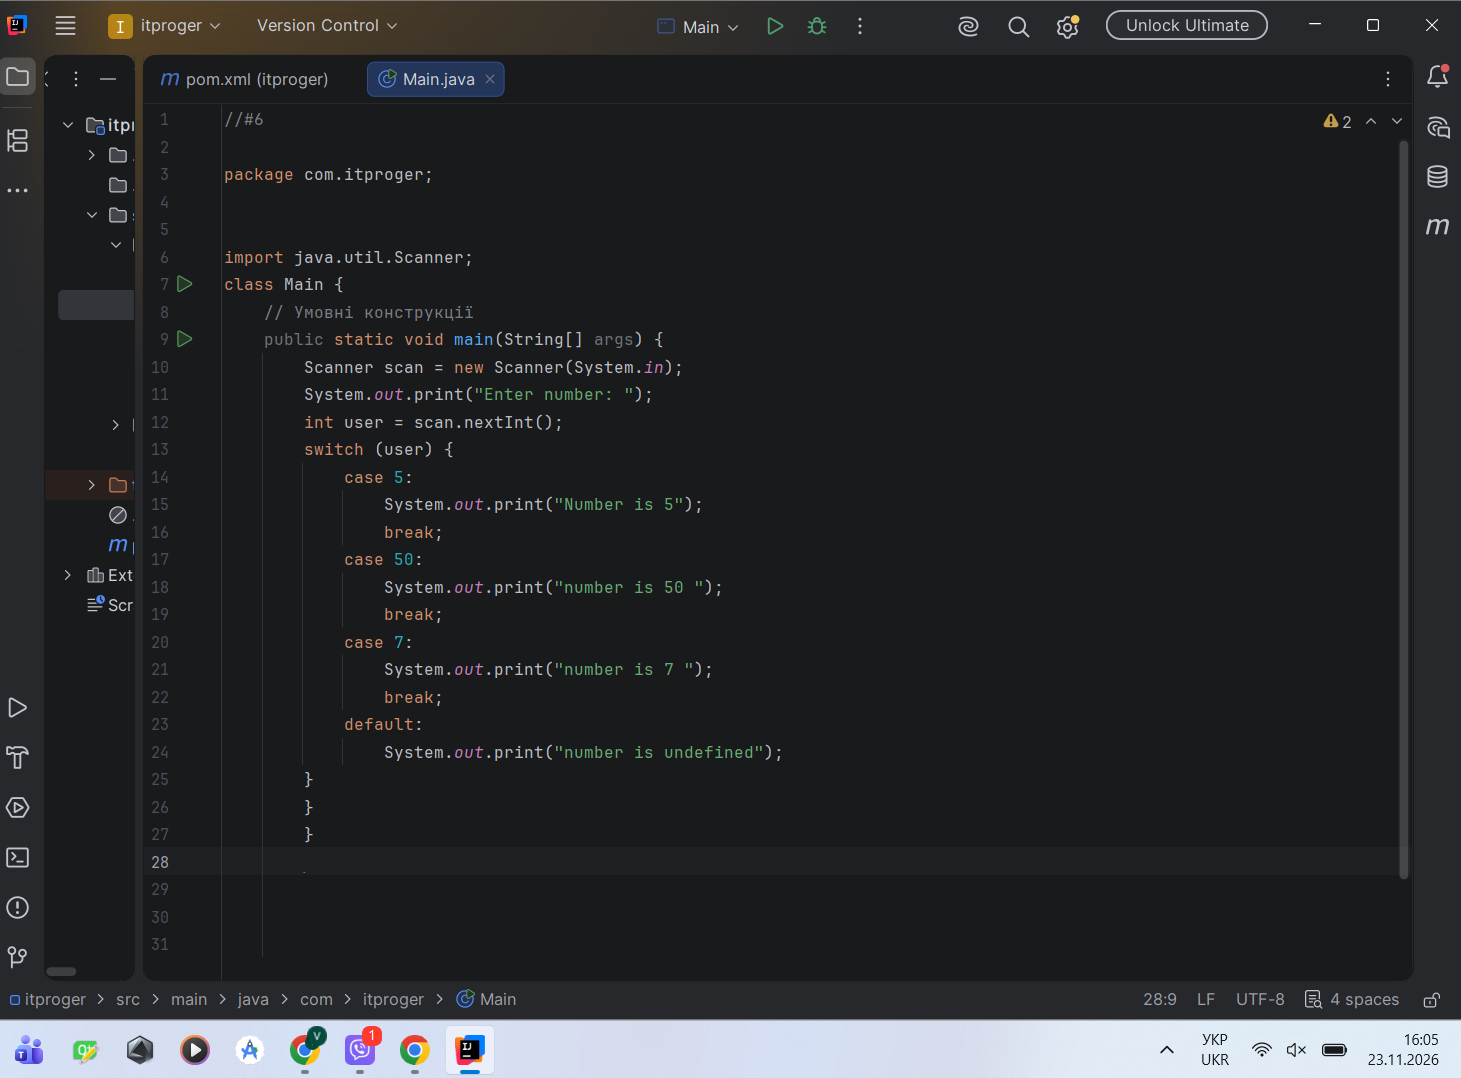 itproger
Version Control
Main
Unlock Ultimate
pom.xml (itproger)
Main.java
2
Ext
Scr
1 //#6
2
3 package com.itproger;
4
5
6 import java.util.Scanner;
7 class Main {
8 // Умовні конструкції
9 public static void main(String[] args) {
10 Scanner scan = new Scanner(System.in);
11 System.out.print("Enter number: ");
12 int user = scan.nextInt();
13 switch (user) {
14 case 5:
15 System.out.print("Number is 5");
16 break;
17 case 50:
18 System.out.print("number is 50 ");
19 break;
20 case 7:
21 System.out.print("number is 7 ");
22 break;
23 default:
24 System.out.print("number is undefined");
25 }
26 }
27 }
28
29
30
31
itproger > src > main > java > com > itproger > Main
28:9 LF UTF-8 4 spaces
1
УКР
UKR
16:05
23.11.2026